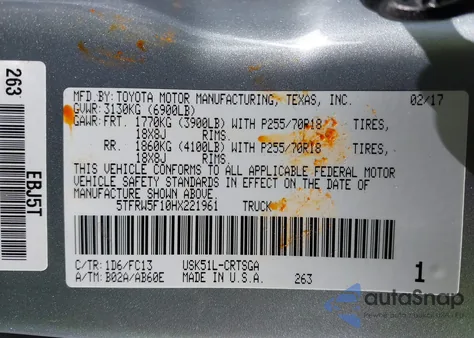 263
EBJ5T
MFD.BY:TOYOTA MOTOR MANUFACTURING, TEXAS, INC. 02/17
GVWR:3130KG (6900LB)
GAWR: FRT. 1770KG (3900LB) WITH P255/70R18 TIRES,
18X8J RIMS.
RR. 1860KG (4100LB) WITH P255/70R18 TIRES,
18X8J RIMS.
THIS VEHICLE CONFORMS TO ALL APPLICABLE FEDERAL MOTOR
VEHICLE SAFETY STANDARDS IN EFFECT ON THE DATE OF
MANUFACTURE SHOWN ABOVE
5TFRW5F10HX221961 TRUCK
C/TR: 1D6/FC13 USK51L-CRTSGA
A/TM: B02A/AB60E MADE IN U.S.A. 263 1
autoSnap